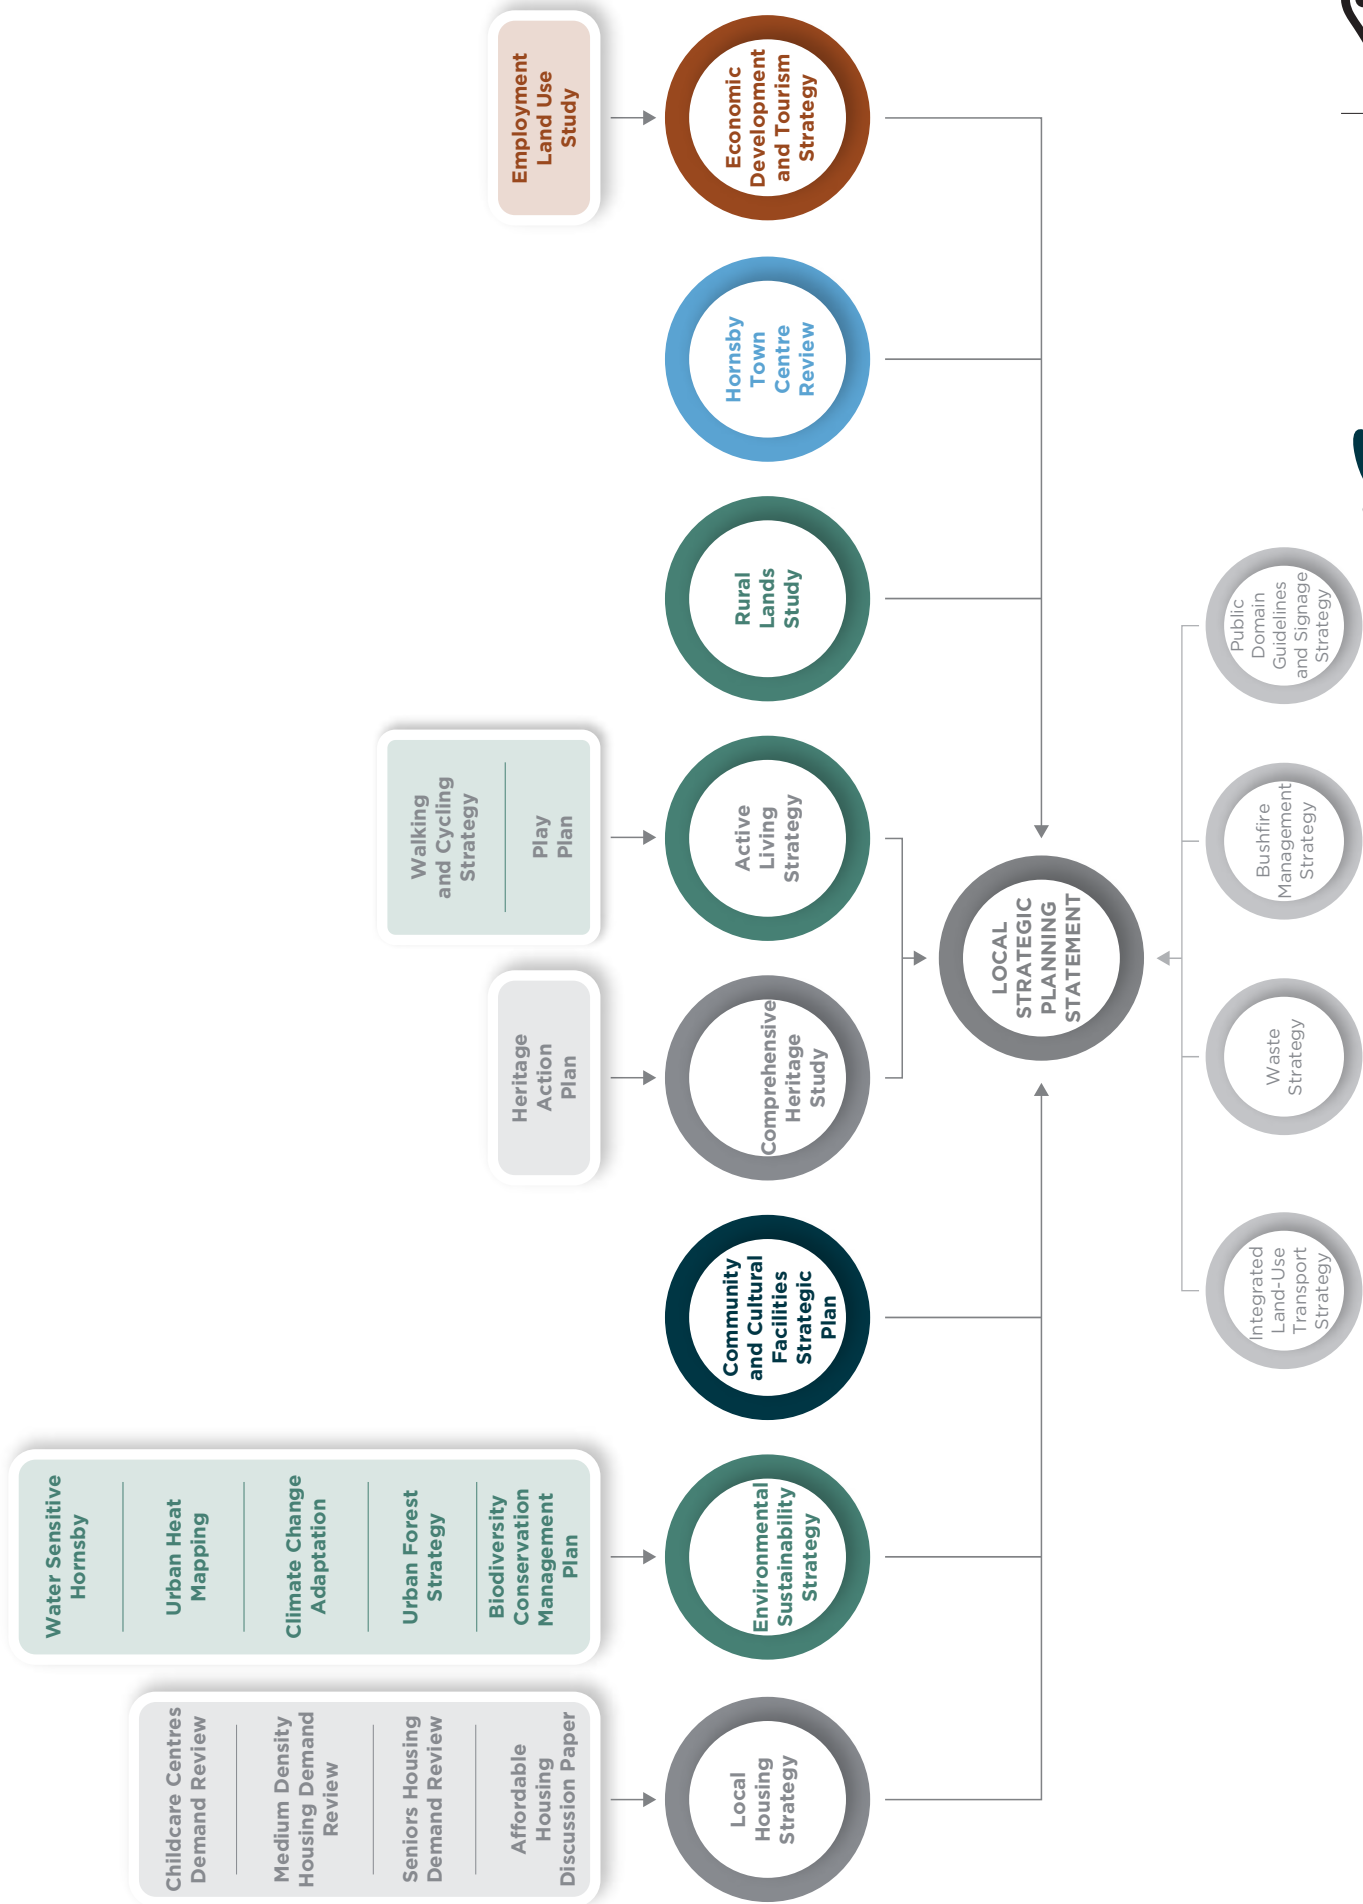 Childcare Centres
Demand Review
Medium Density
Housing Demand
Review
Seniors Housing
Demand Review
Affordable
Housing
Discussion Paper
Water Sensitive
Hornsby
Urban Heat
Mapping
Climate Change
Adaptation
Urban Forest
Strategy
Biodiversity
Conservation
Management
Plan
Heritage
Action
Plan
Walking
and Cycling
Strategy
Play
Plan
Employment
Land Use
Study
Local
Housing
Strategy
Environmental
Sustainability
Strategy
Community
and Cultural
Facilities
Strategic
Plan
Comprehensive
Heritage
Study
Active
Living
Strategy
Rural
Lands
Study
Hornsby
Town
Centre
Review
Economic
Development
and Tourism
Strategy
LOCAL
STRATEGIC
PLANNING
STATEMENT
Integrated
Land-Use
Transport
Strategy
Waste
Strategy
Bushfire
Management
Strategy
Public
Domain
Guidelines
and Signage
Strategy